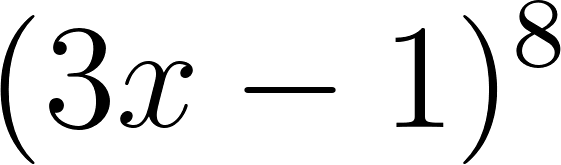 (3x − 1)⁸